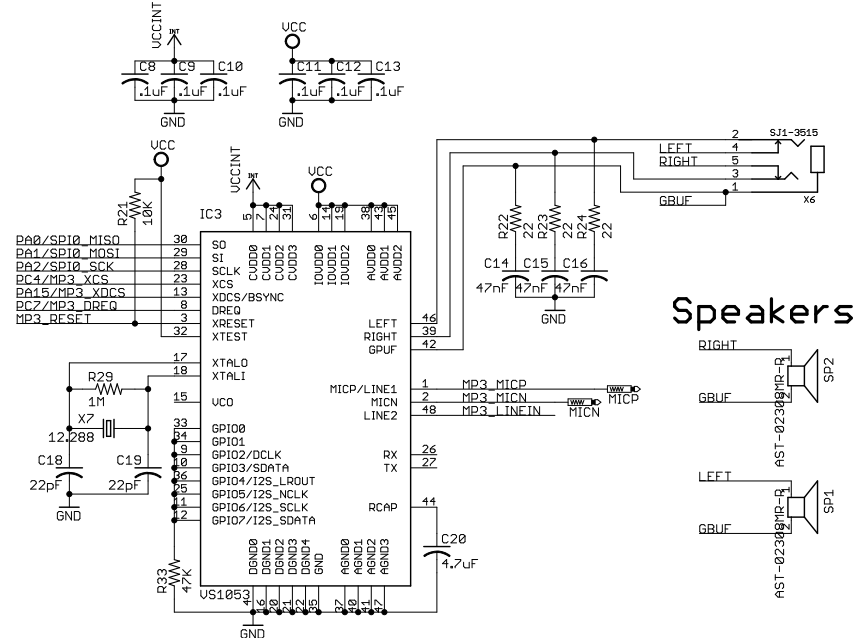 VCCINT
INT
VCC
C8
C9
C10
C11
C12
C13
.1uF
.1uF
.1uF
.1uF
.1uF
.1uF
GND
GND
VCC
VCCINT
INT
VCC
R21
10K
IC3
5
7
24
31
6
14
19
38
43
45
CVDD0
CVDD1
CVDD2
CVDD3
IOVDD0
IOVDD1
IOVDD2
AVDD0
AVDD1
AVDD2
PA0/SPI0_MISO 30 SO
PA1/SPI0_MOSI 29 SI
PA2/SPI0_SCK 28 SCLK
PC4/MP3_XCS 23 XCS
PA15/MP3_XDCS 13 XDCS/BSYNC
PC7/MP3_DREQ 8 DREQ
MP3_RESET 3 XRESET
32 XTEST
17 XTALO
18 XTALI
15 VCO
33 GPIO0
34 GPIO1
9 GPIO2/DCLK
10 GPIO3/SDATA
36 GPIO4/I2S_LROUT
25 GPIO5/I2S_NCLK
11 GPIO6/I2S_SCLK
12 GPIO7/I2S_SDATA
R29
1M
X7
12.288
C18
C19
22pF
22pF
GND
R33
47K
LEFT 46
RIGHT 39
GPUF 42
MICP/LINE1 1 MP3_MICP
MICP
MICN 2 MP3_MICN
MICN
LINE2 48 MP3_LINEIN
RX 26
TX 27
RCAP 44
C20
4.7uF
DGND0
DGND1
DGND2
DGND3
DGND4
GND
AGND0
AGND1
AGND2
AGND3
VS1053
4
16
20
21
22
35
37
40
41
47
GND
R22
22
R23
22
R24
22
C14
C15
C16
47nF
47nF
47nF
GND
2
SJ1-3515
LEFT 4
RIGHT 5
3
1
GBUF
X6
Speakers
RIGHT
1
GBUF
2
AST-02308MR-R
SP2
LEFT
1
GBUF
2
AST-02308MR-R
SP1